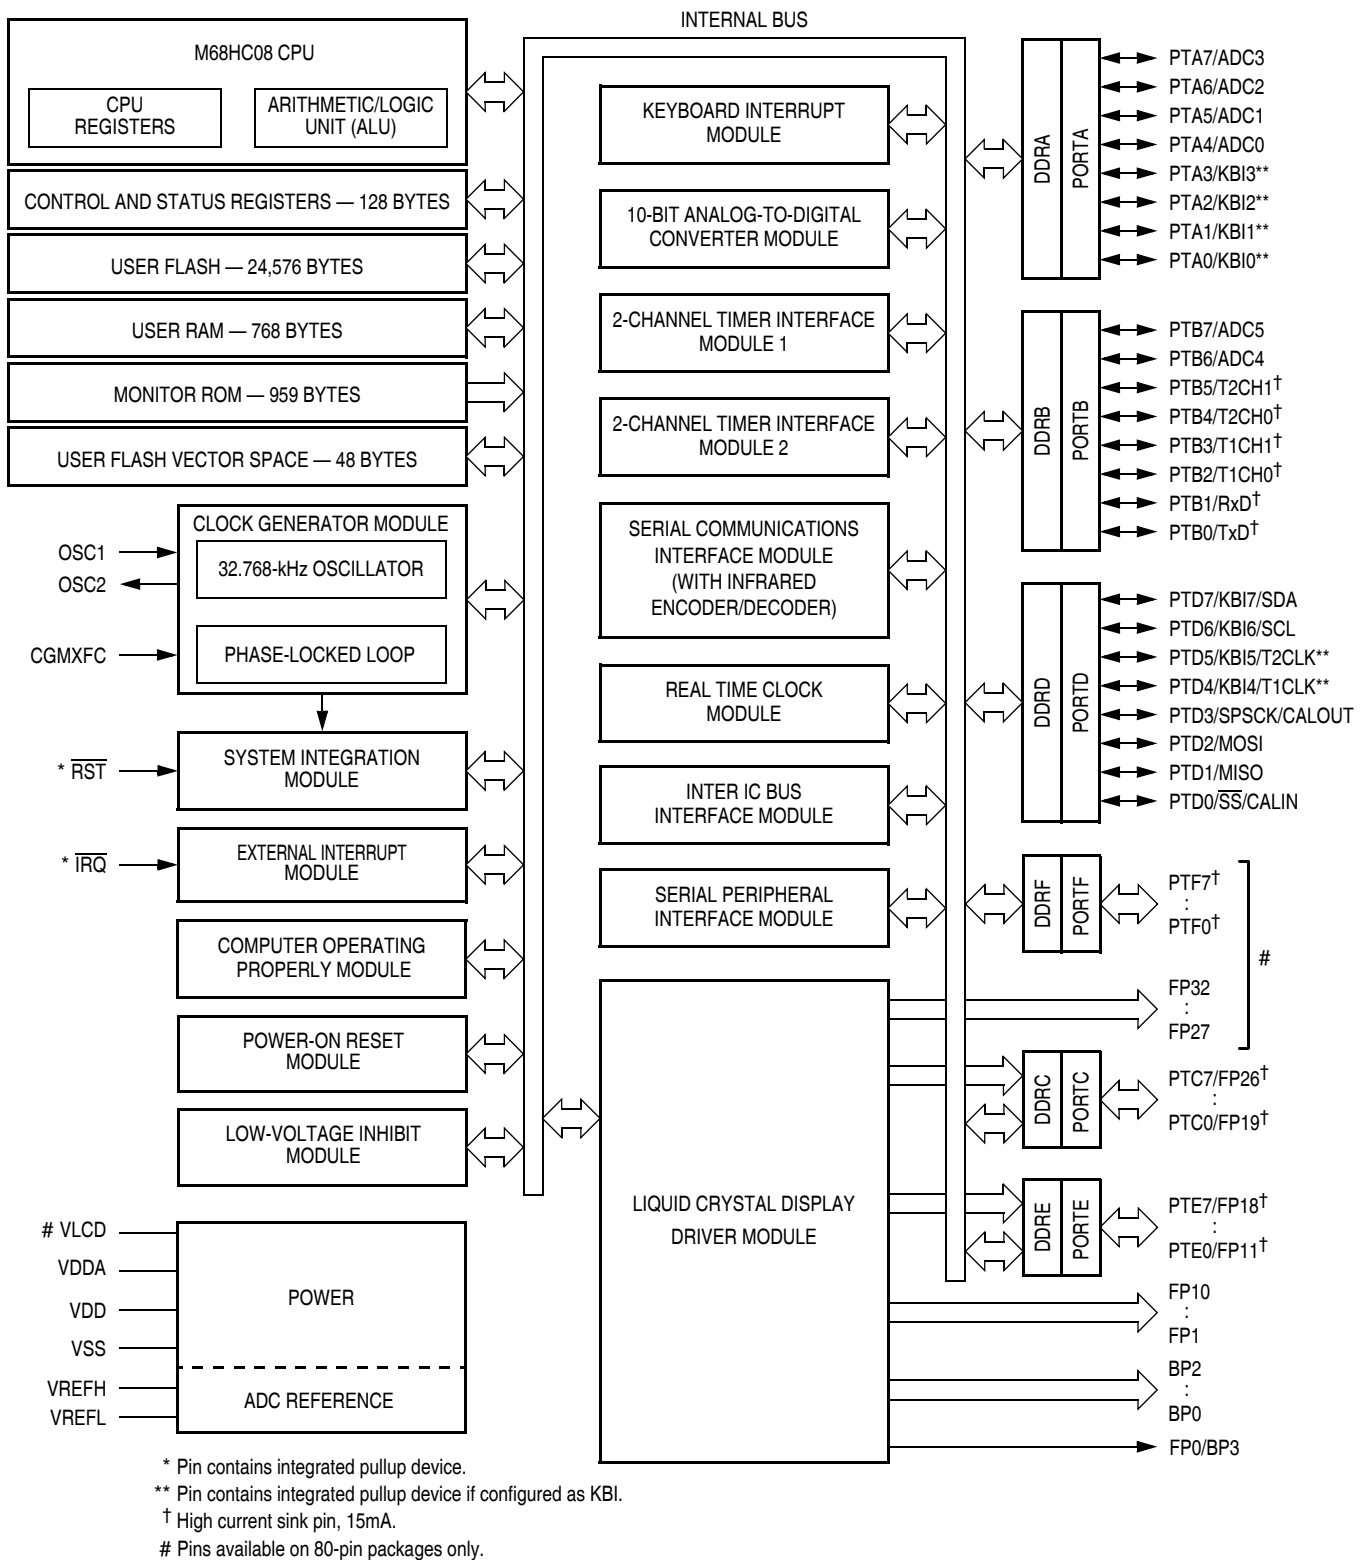 INTERNAL BUS
M68HC08 CPU
CPU
REGISTERS
ARITHMETIC/LOGIC
UNIT (ALU)
CONTROL AND STATUS REGISTERS — 128 BYTES
USER FLASH — 24,576 BYTES
USER RAM — 768 BYTES
MONITOR ROM — 959 BYTES
USER FLASH VECTOR SPACE — 48 BYTES
CLOCK GENERATOR MODULE
32.768-kHz OSCILLATOR
PHASE-LOCKED LOOP
OSC1
OSC2
CGMXFC
* RST
SYSTEM INTEGRATION
MODULE
* IRQ
EXTERNAL INTERRUPT
MODULE
COMPUTER OPERATING
PROPERLY MODULE
POWER-ON RESET
MODULE
LOW-VOLTAGE INHIBIT
MODULE
# VLCD
VDDA
VDD
VSS
VREFH
VREFL
POWER
ADC REFERENCE
KEYBOARD INTERRUPT
MODULE
10-BIT ANALOG-TO-DIGITAL
CONVERTER MODULE
2-CHANNEL TIMER INTERFACE
MODULE 1
2-CHANNEL TIMER INTERFACE
MODULE 2
SERIAL COMMUNICATIONS
INTERFACE MODULE
(WITH INFRARED
ENCODER/DECODER)
REAL TIME CLOCK
MODULE
INTER IC BUS
INTERFACE MODULE
SERIAL PERIPHERAL
INTERFACE MODULE
LIQUID CRYSTAL DISPLAY
DRIVER MODULE
DDRA
PORTA
PTA7/ADC3
PTA6/ADC2
PTA5/ADC1
PTA4/ADC0
PTA3/KBI3**
PTA2/KBI2**
PTA1/KBI1**
PTA0/KBI0**
DDRB
PORTB
PTB7/ADC5
PTB6/ADC4
PTB5/T2CH1†
PTB4/T2CH0†
PTB3/T1CH1†
PTB2/T1CH0†
PTB1/RxD†
PTB0/TxD†
DDRD
PORTD
PTD7/KBI7/SDA
PTD6/KBI6/SCL
PTD5/KBI5/T2CLK**
PTD4/KBI4/T1CLK**
PTD3/SPSCK/CALOUT
PTD2/MOSI
PTD1/MISO
PTD0/SS/CALIN
DDRF
PORTF
PTF7†
:
PTF0†
#
FP32
:
FP27
DDRC
PORTC
PTC7/FP26†
:
PTC0/FP19†
DDRE
PORTE
PTE7/FP18†
:
PTE0/FP11†
FP10
:
FP1
BP2
:
BP0
FP0/BP3
* Pin contains integrated pullup device.
** Pin contains integrated pullup device if configured as KBI.
† High current sink pin, 15mA.
# Pins available on 80-pin packages only.